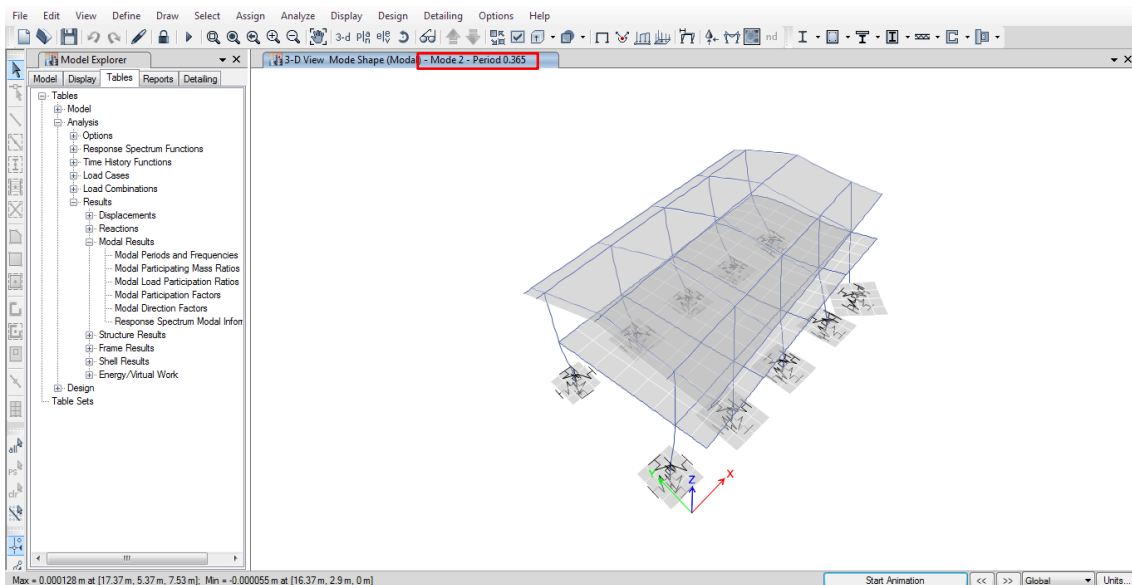 File Edit View Define Draw Select Assign Analyze Display Design Detailing Options Help
3-d nd
Model Explorer
3-D View Mode Shape (Modal) - Mode 2 - Period 0.365
Model Display Tables Reports Detailing
Tables
Model
Analysis
Options
Response Spectrum Functions
Time History Functions
Load Cases
Load Combinations
Results
Displacements
Reactions
Modal Results
Modal Periods and Frequencies
Modal Participating Mass Ratios
Modal Load Participation Ratios
Modal Participation Factors
Modal Direction Factors
Response Spectrum Modal Inform
Structure Results
Frame Results
Shell Results
Energy/Virtual Work
Design
Table Sets
all
ps
clr
Y Z X
Max = 0.000128 m at [17.37 m, 5.37 m, 7.53 m]; Min = -0.000055 m at [16.37 m, 2.9 m, 0 m]
Start Animation << >> Global Units...